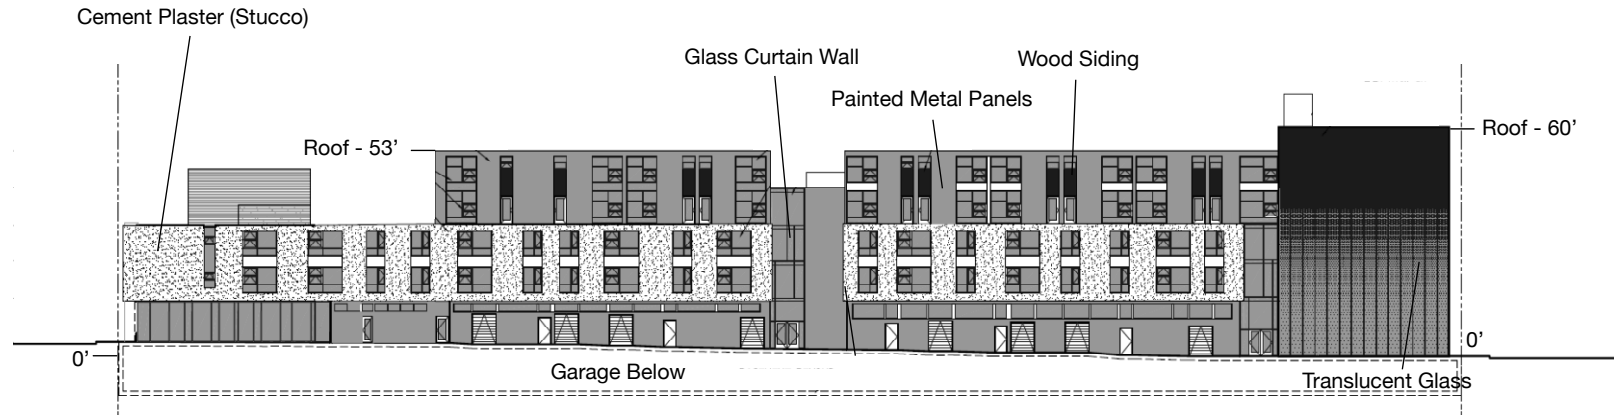 Cement Plaster (Stucco)
Glass Curtain Wall
Wood Siding
Painted Metal Panels
Roof - 53’
Roof - 60’
0’
0’
Garage Below
Translucent Glass